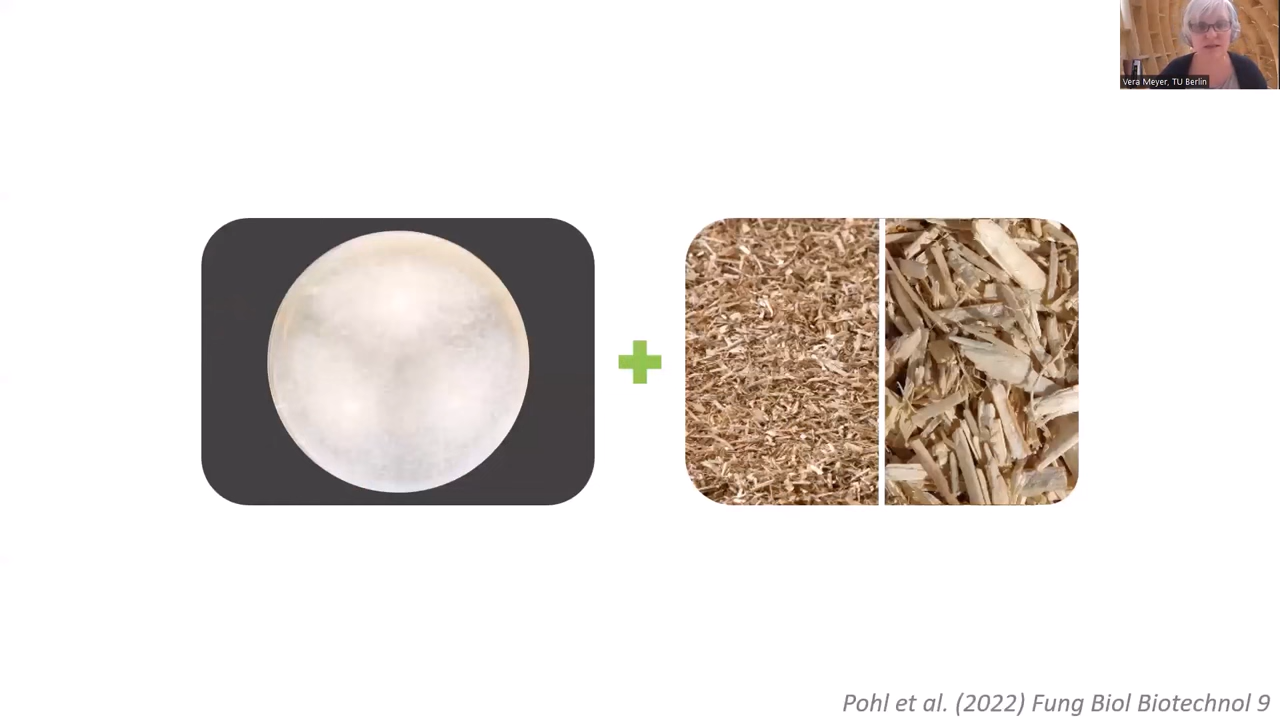 Vera Meyer, TU Berlin
Pohl et al. (2022) Fung Biol Biotechnol 9